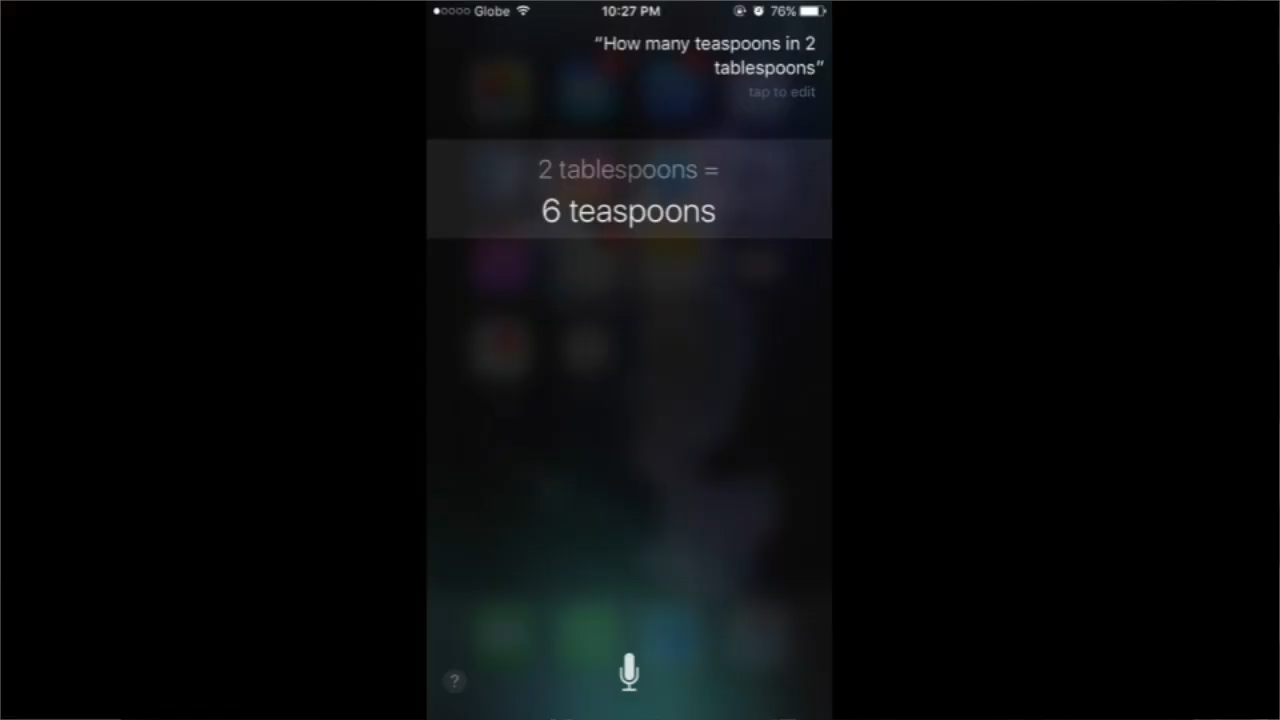 Globe 10:27 PM 76%
“How many teaspoons in 2
tablespoons”
tap to edit
2 tablespoons =
6 teaspoons
?